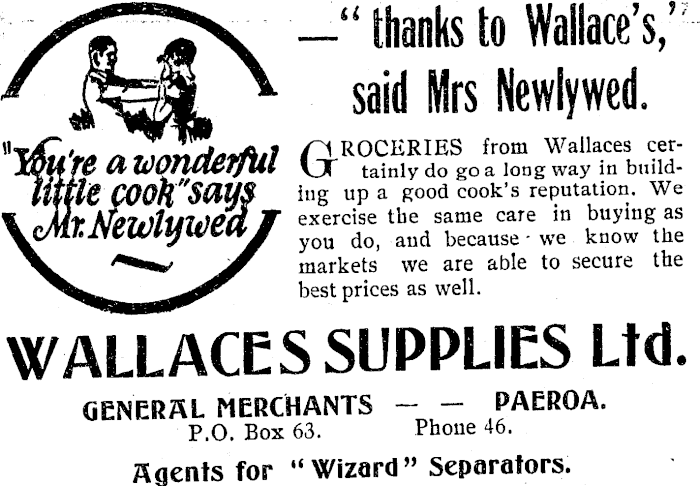 "You're a wonderful
little cook" says
Mr. Newlywed
—" thanks to Wallace's,"
said Mrs Newlywed.
GROCERIES from Wallaces cer-
tainly do go a long way in build-
ing up a good cook's reputation. We
exercise the same care in buying as
you do, and because we know the
markets we are able to secure the
best prices as well.
WALLACES SUPPLIES Ltd.
GENERAL MERCHANTS — — PAEROA.
P.O. Box 63. Phone 46.
Agents for "Wizard" Separators.